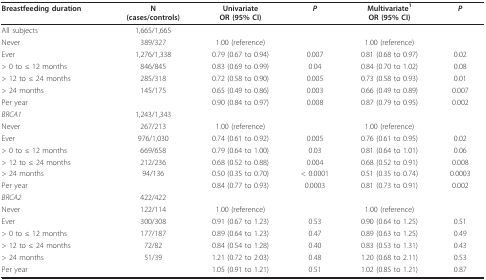 Breastfeeding duration N (cases/controls) Univariate OR (95% CI) P Multivariate1 OR (95% CI) P
All subjects 1,665/1,665
Never 389/327 1.00 (reference) 1.00 (reference)
Ever 1,276/1,338 0.79 (0.67 to 0.94) 0.007 0.81 (0.68 to 0.97) 0.02
> 0 to ≤ 12 months 846/845 0.83 (0.69 to 0.99) 0.04 0.84 (0.70 to 1.02) 0.08
> 12 to ≤ 24 months 285/318 0.72 (0.58 to 0.90) 0.005 0.73 (0.58 to 0.93) 0.01
> 24 months 145/175 0.65 (0.49 to 0.86) 0.003 0.66 (0.49 to 0.89) 0.007
Per year 0.90 (0.84 to 0.97) 0.008 0.87 (0.79 to 0.95) 0.002
BRCA1 1,243/1,343
Never 267/213 1.00 (reference) 1.00 (reference)
Ever 976/1,030 0.74 (0.61 to 0.92) 0.005 0.76 (0.61 to 0.95) 0.02
> 0 to ≤ 12 months 669/658 0.79 (0.64 to 1.00) 0.03 0.81 (0.64 to 1.01) 0.06
> 12 to ≤ 24 months 212/236 0.68 (0.52 to 0.88) 0.004 0.68 (0.52 to 0.91) 0.008
> 24 months 94/136 0.50 (0.35 to 0.70) < 0.0001 0.51 (0.35 to 0.74) 0.0003
Per year 0.84 (0.77 to 0.93) 0.0003 0.81 (0.73 to 0.91) 0.002
BRCA2 422/422
Never 122/114 1.00 (reference) 1.00 (reference)
Ever 300/308 0.91 (0.67 to 1.23) 0.53 0.90 (0.64 to 1.25) 0.51
> 0 to ≤ 12 months 177/187 0.89 (0.64 to 1.23) 0.47 0.89 (0.63 to 1.25) 0.49
> 12 to ≤ 24 months 72/82 0.84 (0.54 to 1.28) 0.40 0.83 (0.53 to 1.31) 0.43
> 24 months 51/39 1.21 (0.72 to 2.03) 0.48 1.20 (0.68 to 2.11) 0.53
Per year 1.05 (0.91 to 1.21) 0.51 1.02 (0.85 to 1.21) 0.87